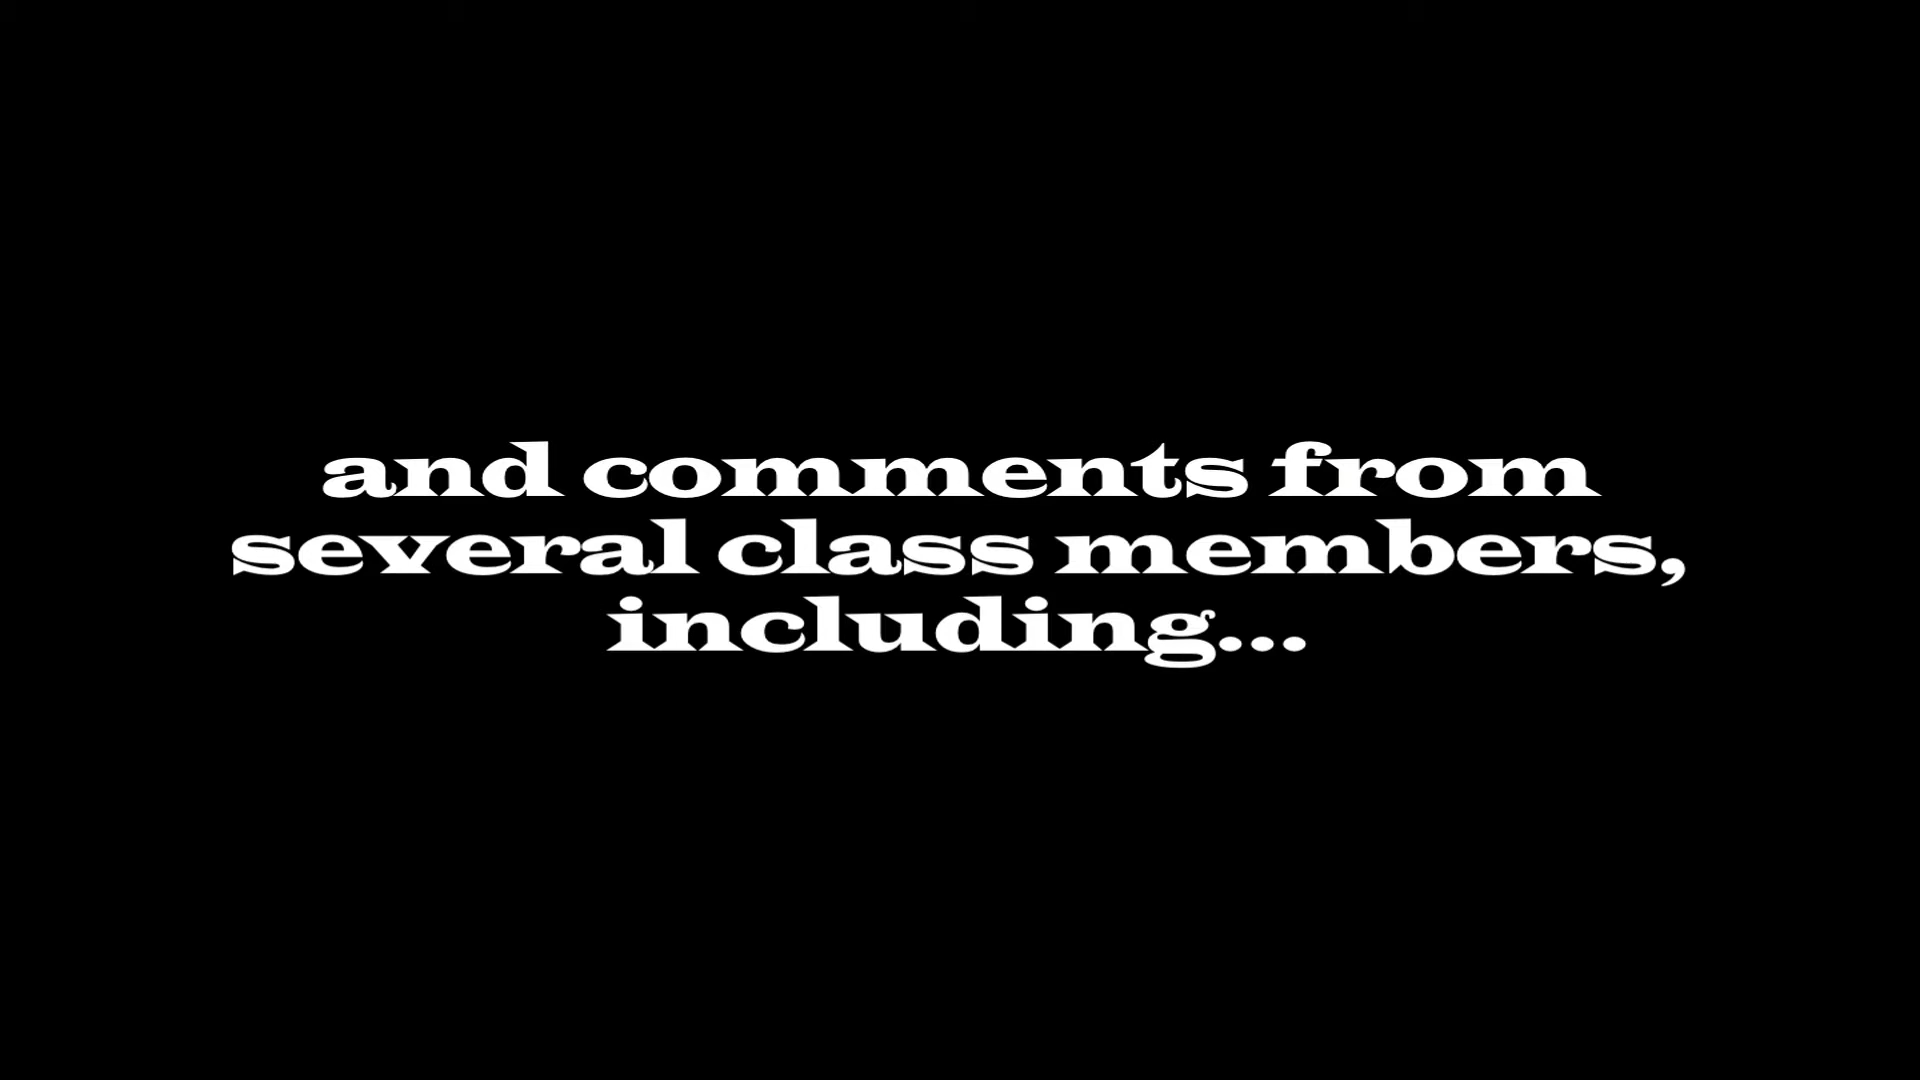 and comments from
several class members,
including...